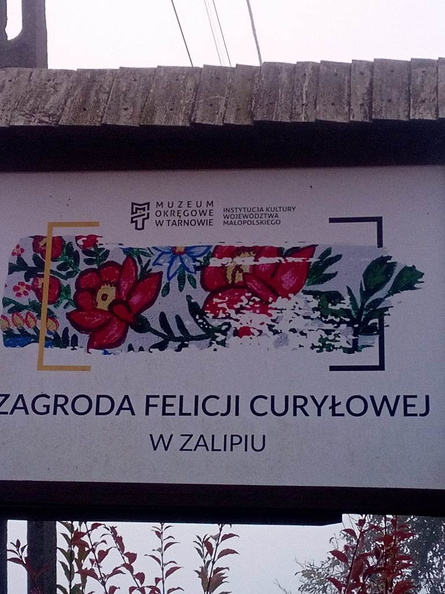 MUZEUM
OKRĘGOWE
W TARNOWIE
INSTYTUCJA KULTURY
WOJEWÓDZTWA
MAŁOPOLSKIEGO
ZAGRODA FELICJI CURYŁOWEJ
W ZALIPIU